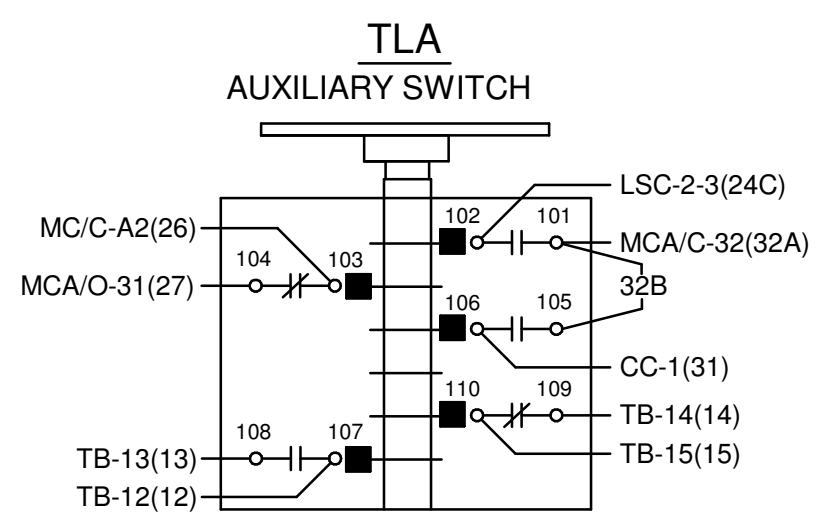 TLA
AUXILIARY SWITCH
LSC-2-3(24C)
102 101
MC/C-A2(26)
MCA/C-32(32A)
104 103
MCA/O-31(27)
32B
106 105
CC-1(31)
110 109
TB-14(14)
108 107
TB-13(13)
TB-15(15)
TB-12(12)